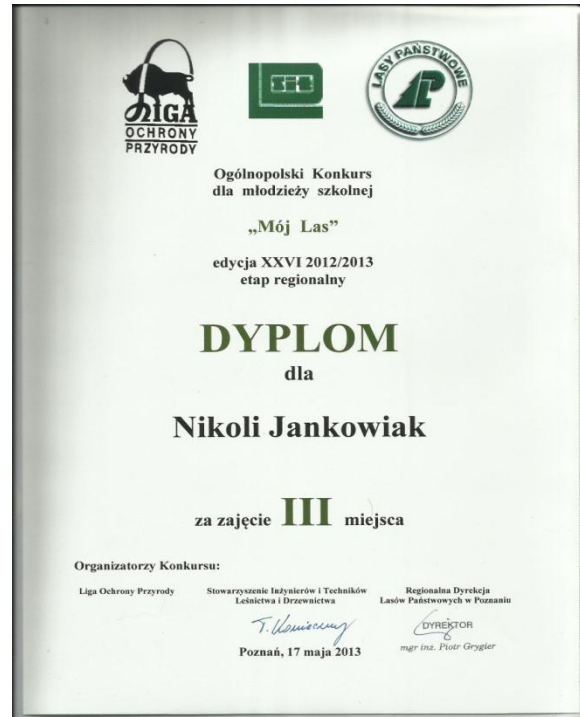 LIGA
OCHRONY
PRZYRODY
SiTL
LASY PAŃSTWOWE
LP
Ogólnopolski Konkurs
dla młodzieży szkolnej
„Mój Las”
edycja XXVI 2012/2013
etap regionalny
DYPLOM
dla
Nikoli Jankowiak
za zajęcie III miejsca
Organizatorzy Konkursu:
Liga Ochrony Przyrody
Stowarzyszenie Inżynierów i Techników
Leśnictwa i Drzewnictwa
Regionalna Dyrekcja
Lasów Państwowych w Poznaniu
DYREKTOR
mgr inż. Piotr Grygier
Poznań, 17 maja 2013